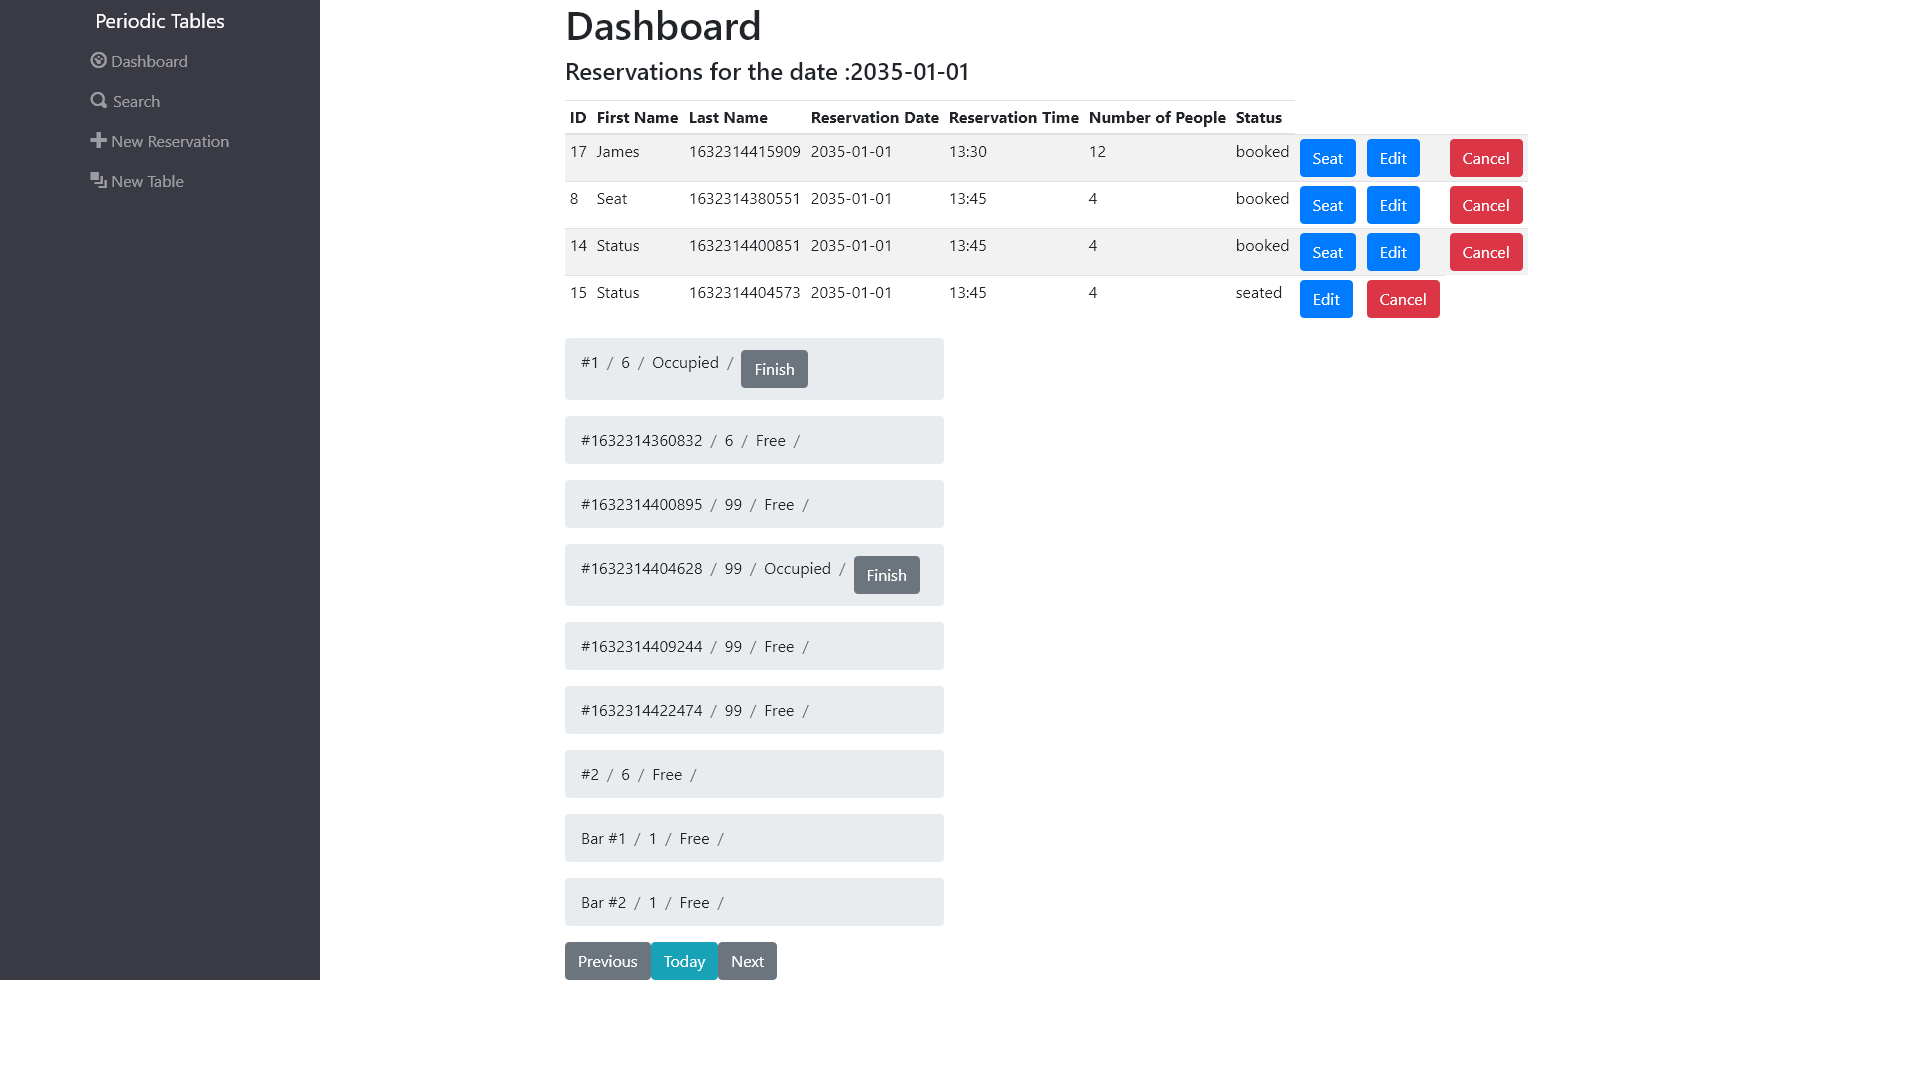 Periodic Tables
Dashboard
Search
New Reservation
New Table
Dashboard
Reservations for the date :2035-01-01
ID First Name Last Name Reservation Date Reservation Time Number of People Status
17 James 1632314415909 2035-01-01 13:30 12 booked Seat Edit Cancel
8 Seat 1632314380551 2035-01-01 13:45 4 booked Seat Edit Cancel
14 Status 1632314400851 2035-01-01 13:45 4 booked Seat Edit Cancel
15 Status 1632314404573 2035-01-01 13:45 4 seated Edit Cancel
#1 / 6 / Occupied / Finish
#1632314360832 / 6 / Free /
#1632314400895 / 99 / Free /
#1632314404628 / 99 / Occupied / Finish
#1632314409244 / 99 / Free /
#1632314422474 / 99 / Free /
#2 / 6 / Free /
Bar #1 / 1 / Free /
Bar #2 / 1 / Free /
Previous Today Next